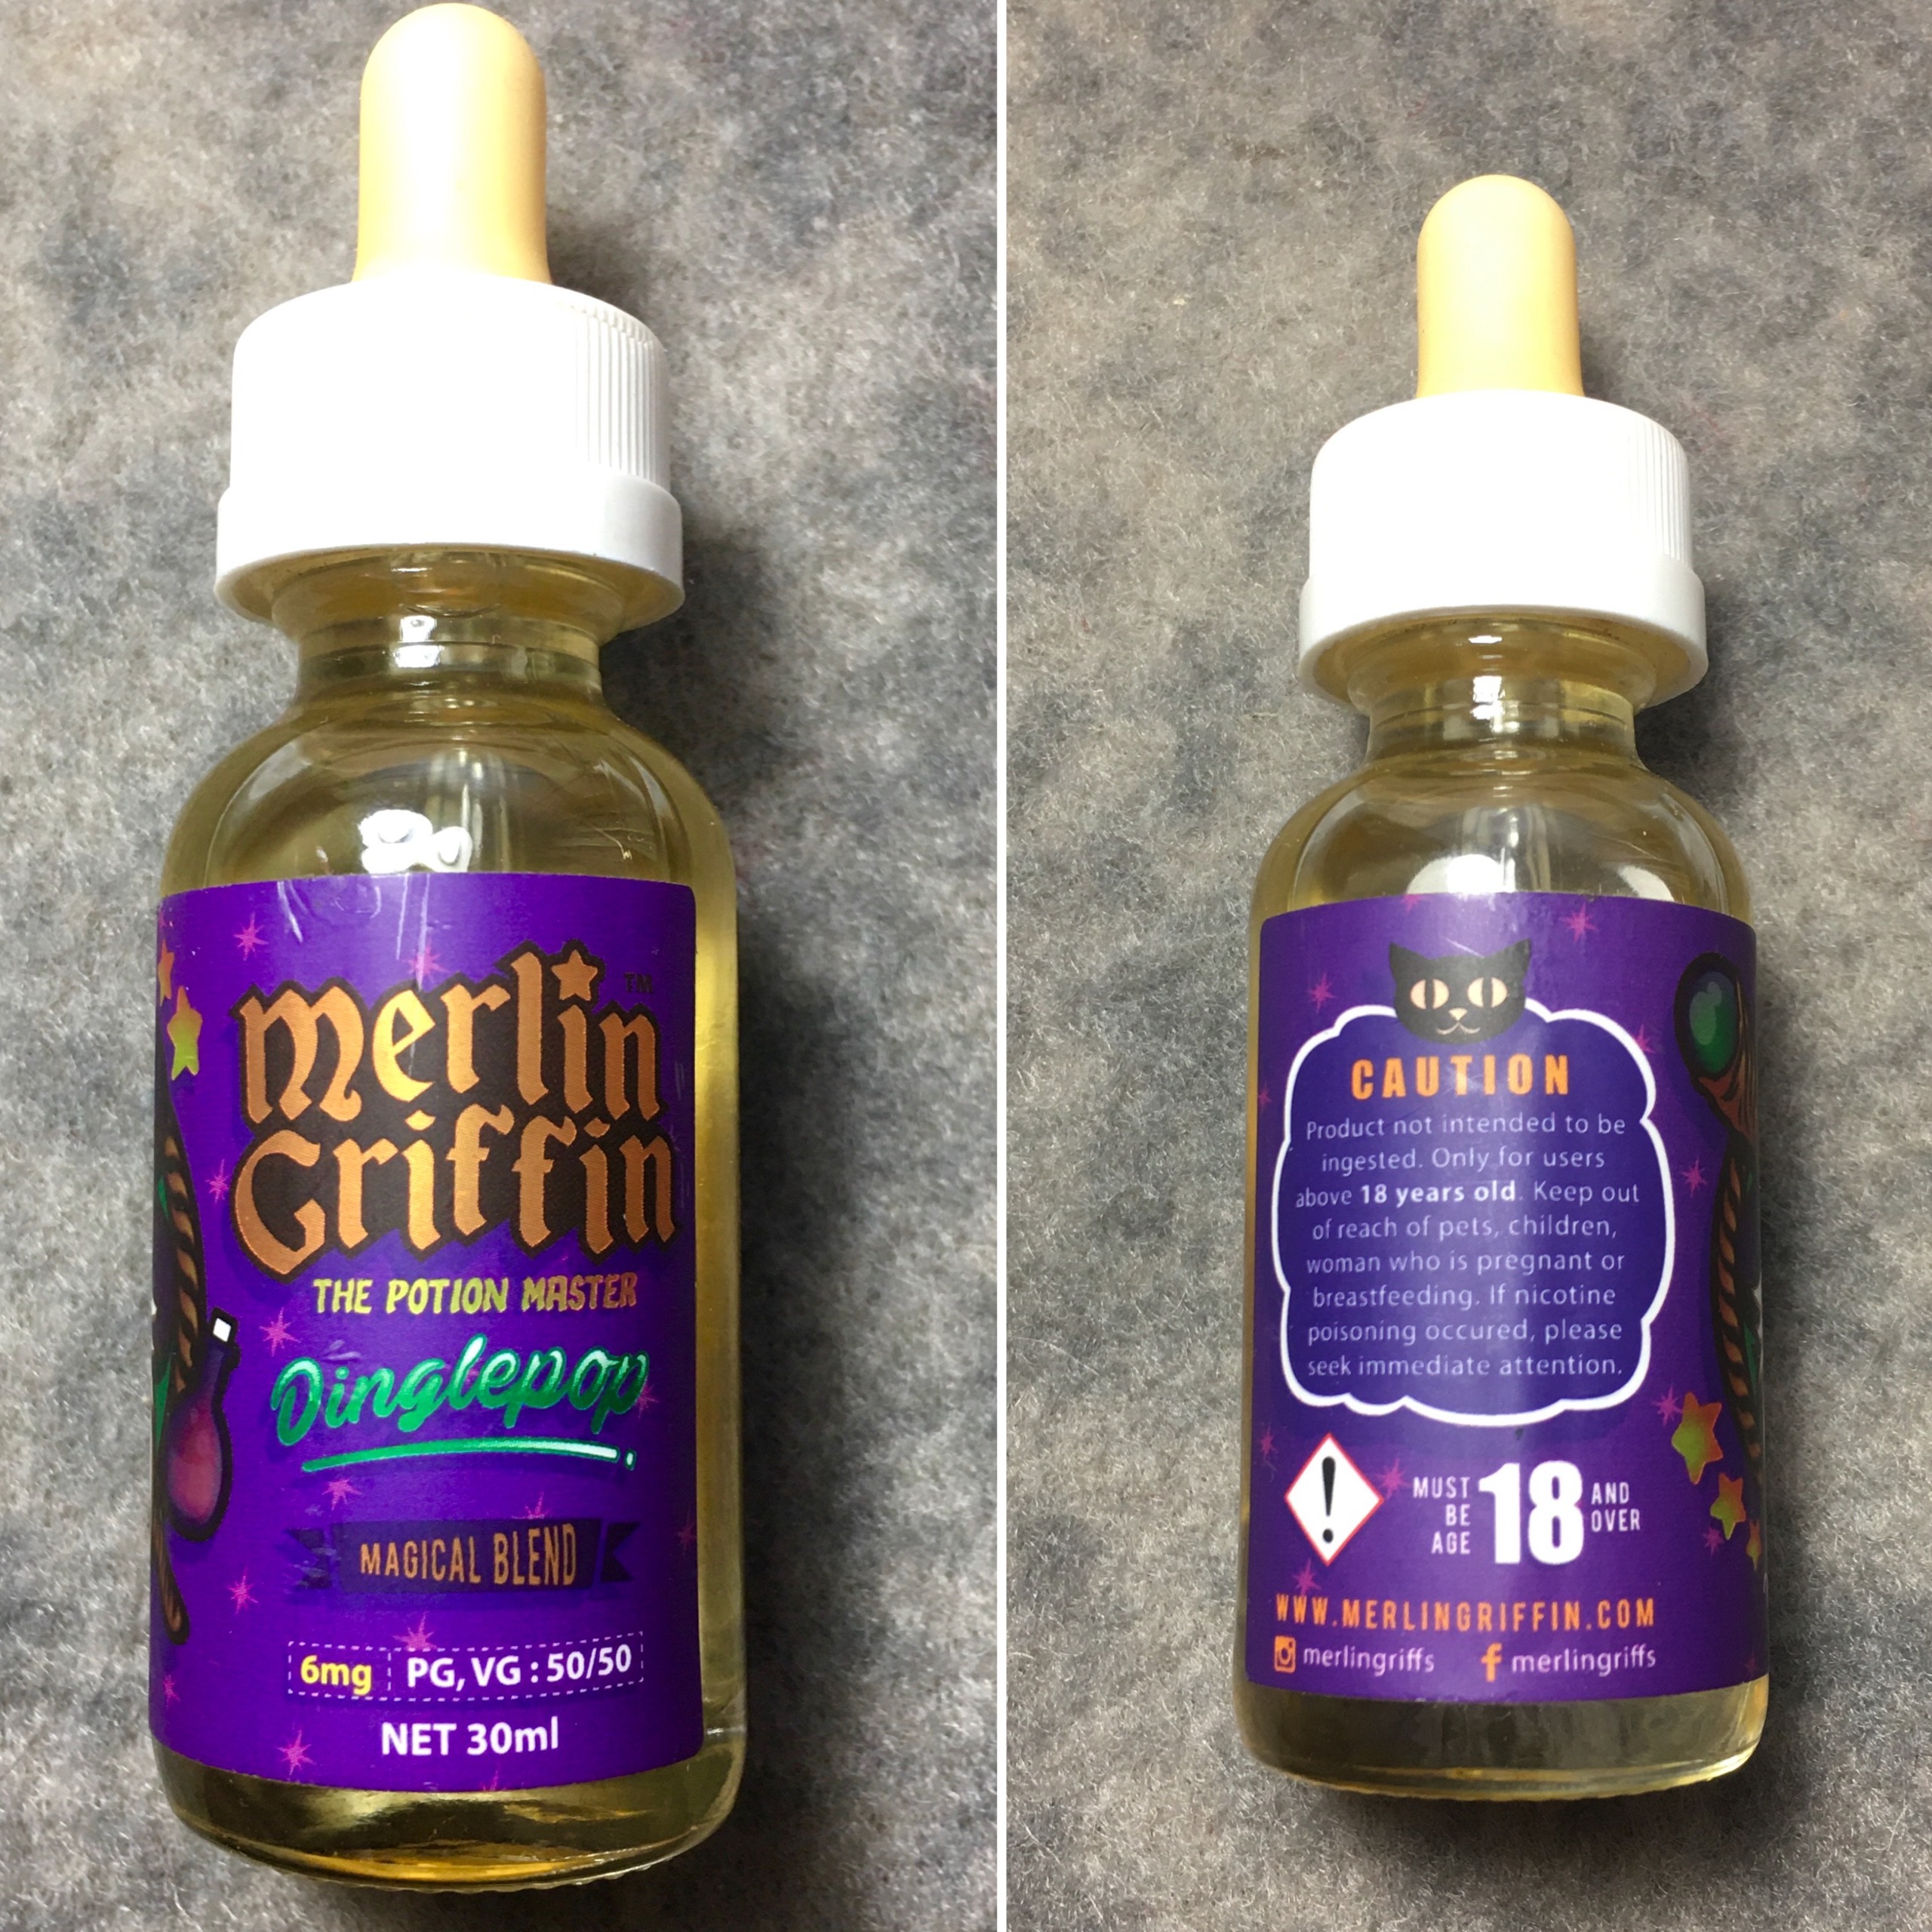 merlin
Griffin
TM
THE POTION MASTER
Dinglepop
MAGICAL BLEND
6mg PG, VG : 50/50
NET 30ml
CAUTION
Product not intended to be
ingested. Only for users
above 18 years old. Keep out
of reach of pets, children,
woman who is pregnant or
breastfeeding. If nicotine
poisoning occured, please
seek immediate attention.
!
MUST
BE
AGE
18
AND
OVER
WWW.MERLINGRIFFIN.COM
merlingriffs f merlingriffs